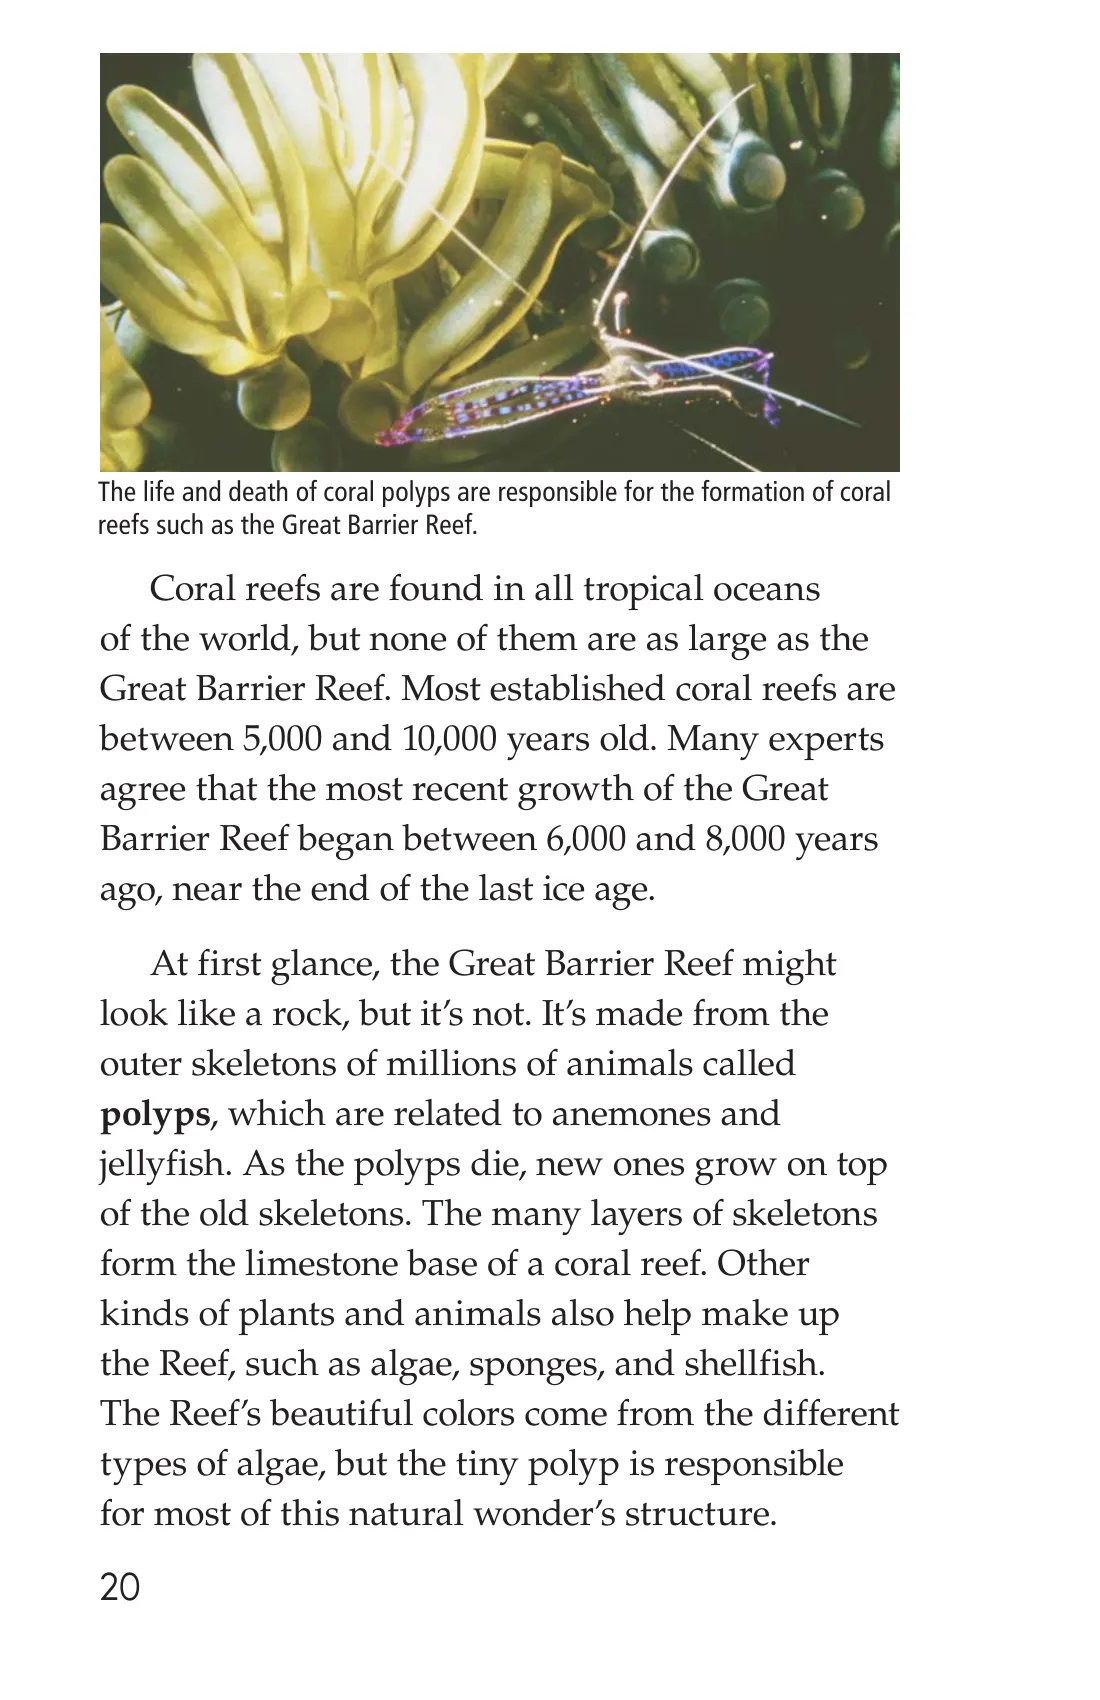 The life and death of coral polyps are responsible for the formation of coral
reefs such as the Great Barrier Reef.
Coral reefs are found in all tropical oceans
of the world, but none of them are as large as the
Great Barrier Reef. Most established coral reefs are
between 5,000 and 10,000 years old. Many experts
agree that the most recent growth of the Great
Barrier Reef began between 6,000 and 8,000 years
ago, near the end of the last ice age.
At first glance, the Great Barrier Reef might
look like a rock, but it’s not. It’s made from the
outer skeletons of millions of animals called
polyps, which are related to anemones and
jellyfish. As the polyps die, new ones grow on top
of the old skeletons. The many layers of skeletons
form the limestone base of a coral reef. Other
kinds of plants and animals also help make up
the Reef, such as algae, sponges, and shellfish.
The Reef’s beautiful colors come from the different
types of algae, but the tiny polyp is responsible
for most of this natural wonder’s structure.
20